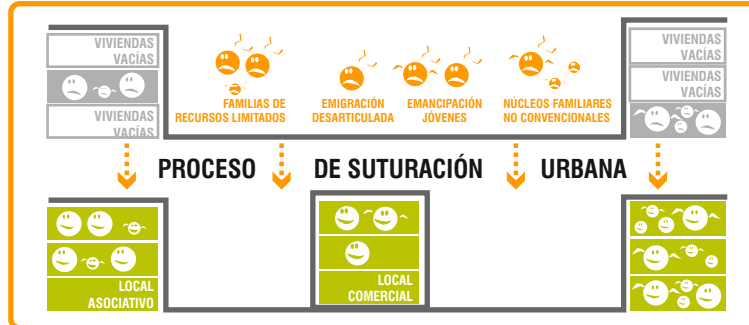 VIVIENDAS
VACÍAS
VIVIENDAS
VACÍAS
FAMILIAS DE
RECURSOS LIMITADOS
EMIGRACIÓN
DESARTICULADA
EMANCIPACIÓN
JÓVENES
NÚCLEOS FAMILIARES
NO CONVENCIONALES
VIVIENDAS
VACÍAS
VIVIENDAS
VACÍAS
PROCESO DE SUTURACIÓN URBANA
LOCAL
ASOCIATIVO
LOCAL
COMERCIAL